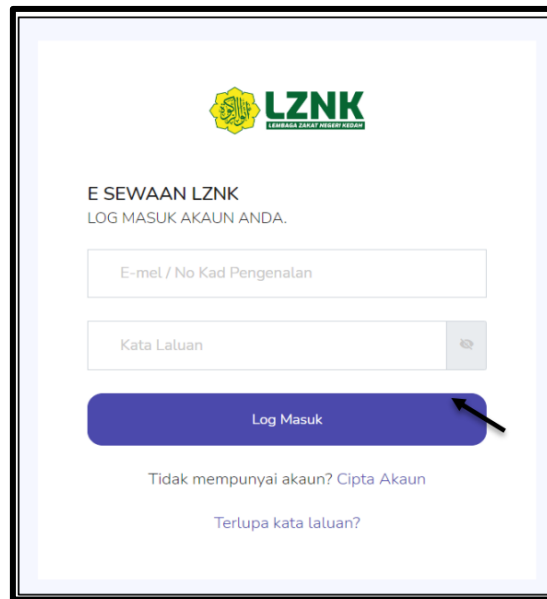 LZNK
LEMBAGA ZAKAT NEGERI KEDAH
E SEWAAN LZNK
LOG MASUK AKAUN ANDA.
E-mel / No Kad Pengenalan
Kata Laluan
Log Masuk
Tidak mempunyai akaun? Cipta Akaun
Terlupa kata laluan?